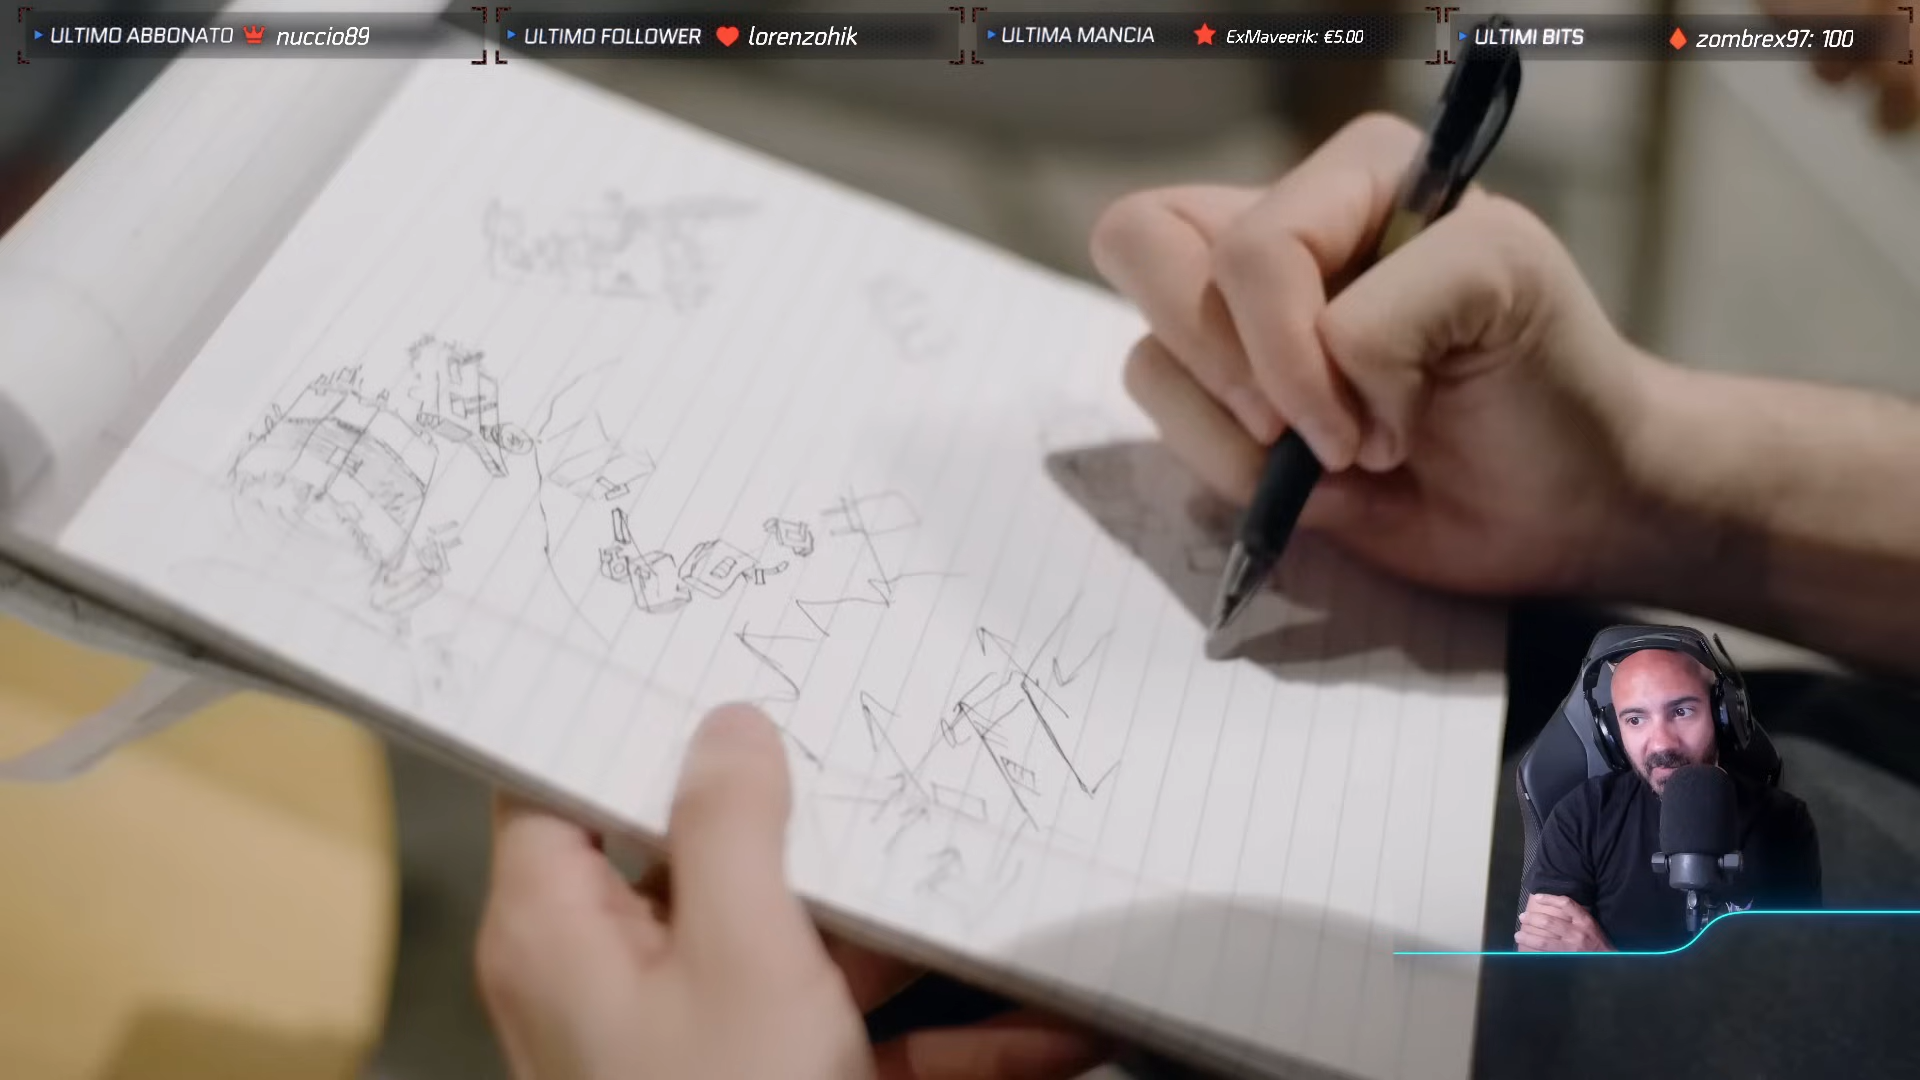 ULTIMO ABBONATO nuccio89
ULTIMO FOLLOWER lorenzohik
ULTIMA MANCIA ExMaveerik: €5.00
ULTIMI BITS zombrex97: 100